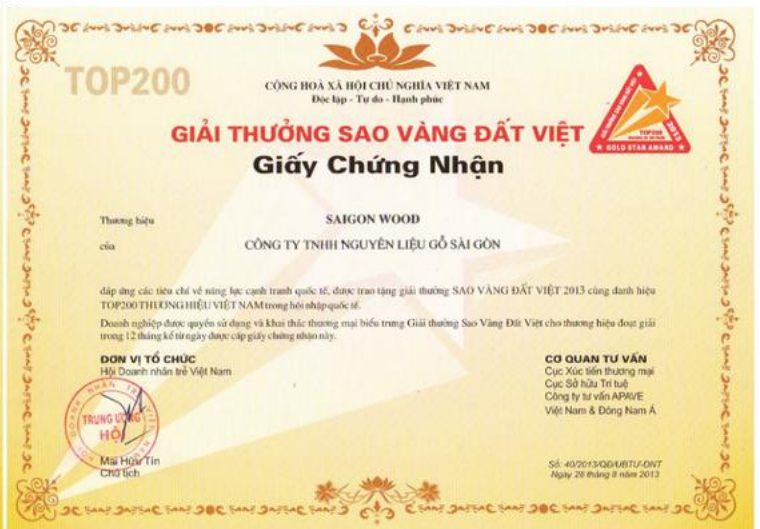 TOP200
CỘNG HOÀ XÃ HỘI CHỦ NGHĨA VIỆT NAM
Độc lập - Tự do - Hạnh phúc
GIẢI THƯỞNG SAO VÀNG ĐẤT VIỆT
TOP200
2013
GOLD STAR AWARD
Giấy Chứng Nhận
Thương hiệu SAIGON WOOD
của CÔNG TY TNHH NGUYÊN LIỆU GỖ SÀI GÒN
đáp ứng các tiêu chí về năng lực cạnh tranh quốc tế, được trao tặng giải thưởng SAO VÀNG ĐẤT VIỆT 2013 cùng danh hiệu
TOP200 THƯƠNG HIỆU VIỆT NAM trong hội nhập quốc tế.
Doanh nghiệp được quyền sử dụng và khai thác thương mại biểu trưng Giải thưởng Sao Vàng Đất Việt cho thương hiệu đoạt giải
trong 12 tháng kể từ ngày được cấp giấy chứng nhận này.
ĐƠN VỊ TỔ CHỨC
Hội Doanh nhân trẻ Việt Nam
TRUNG ƯƠNG
HỘI
Mai Hữu Tín
Chủ tịch
CƠ QUAN TƯ VẤN
Cục Xúc tiến thương mại
Cục Sở hữu Trí tuệ
Công ty tư vấn APAVE
Việt Nam & Đông Nam Á
Số: 40/2013/QĐ/UBTƯ-DNT
Ngày 28 tháng 8 năm 2013